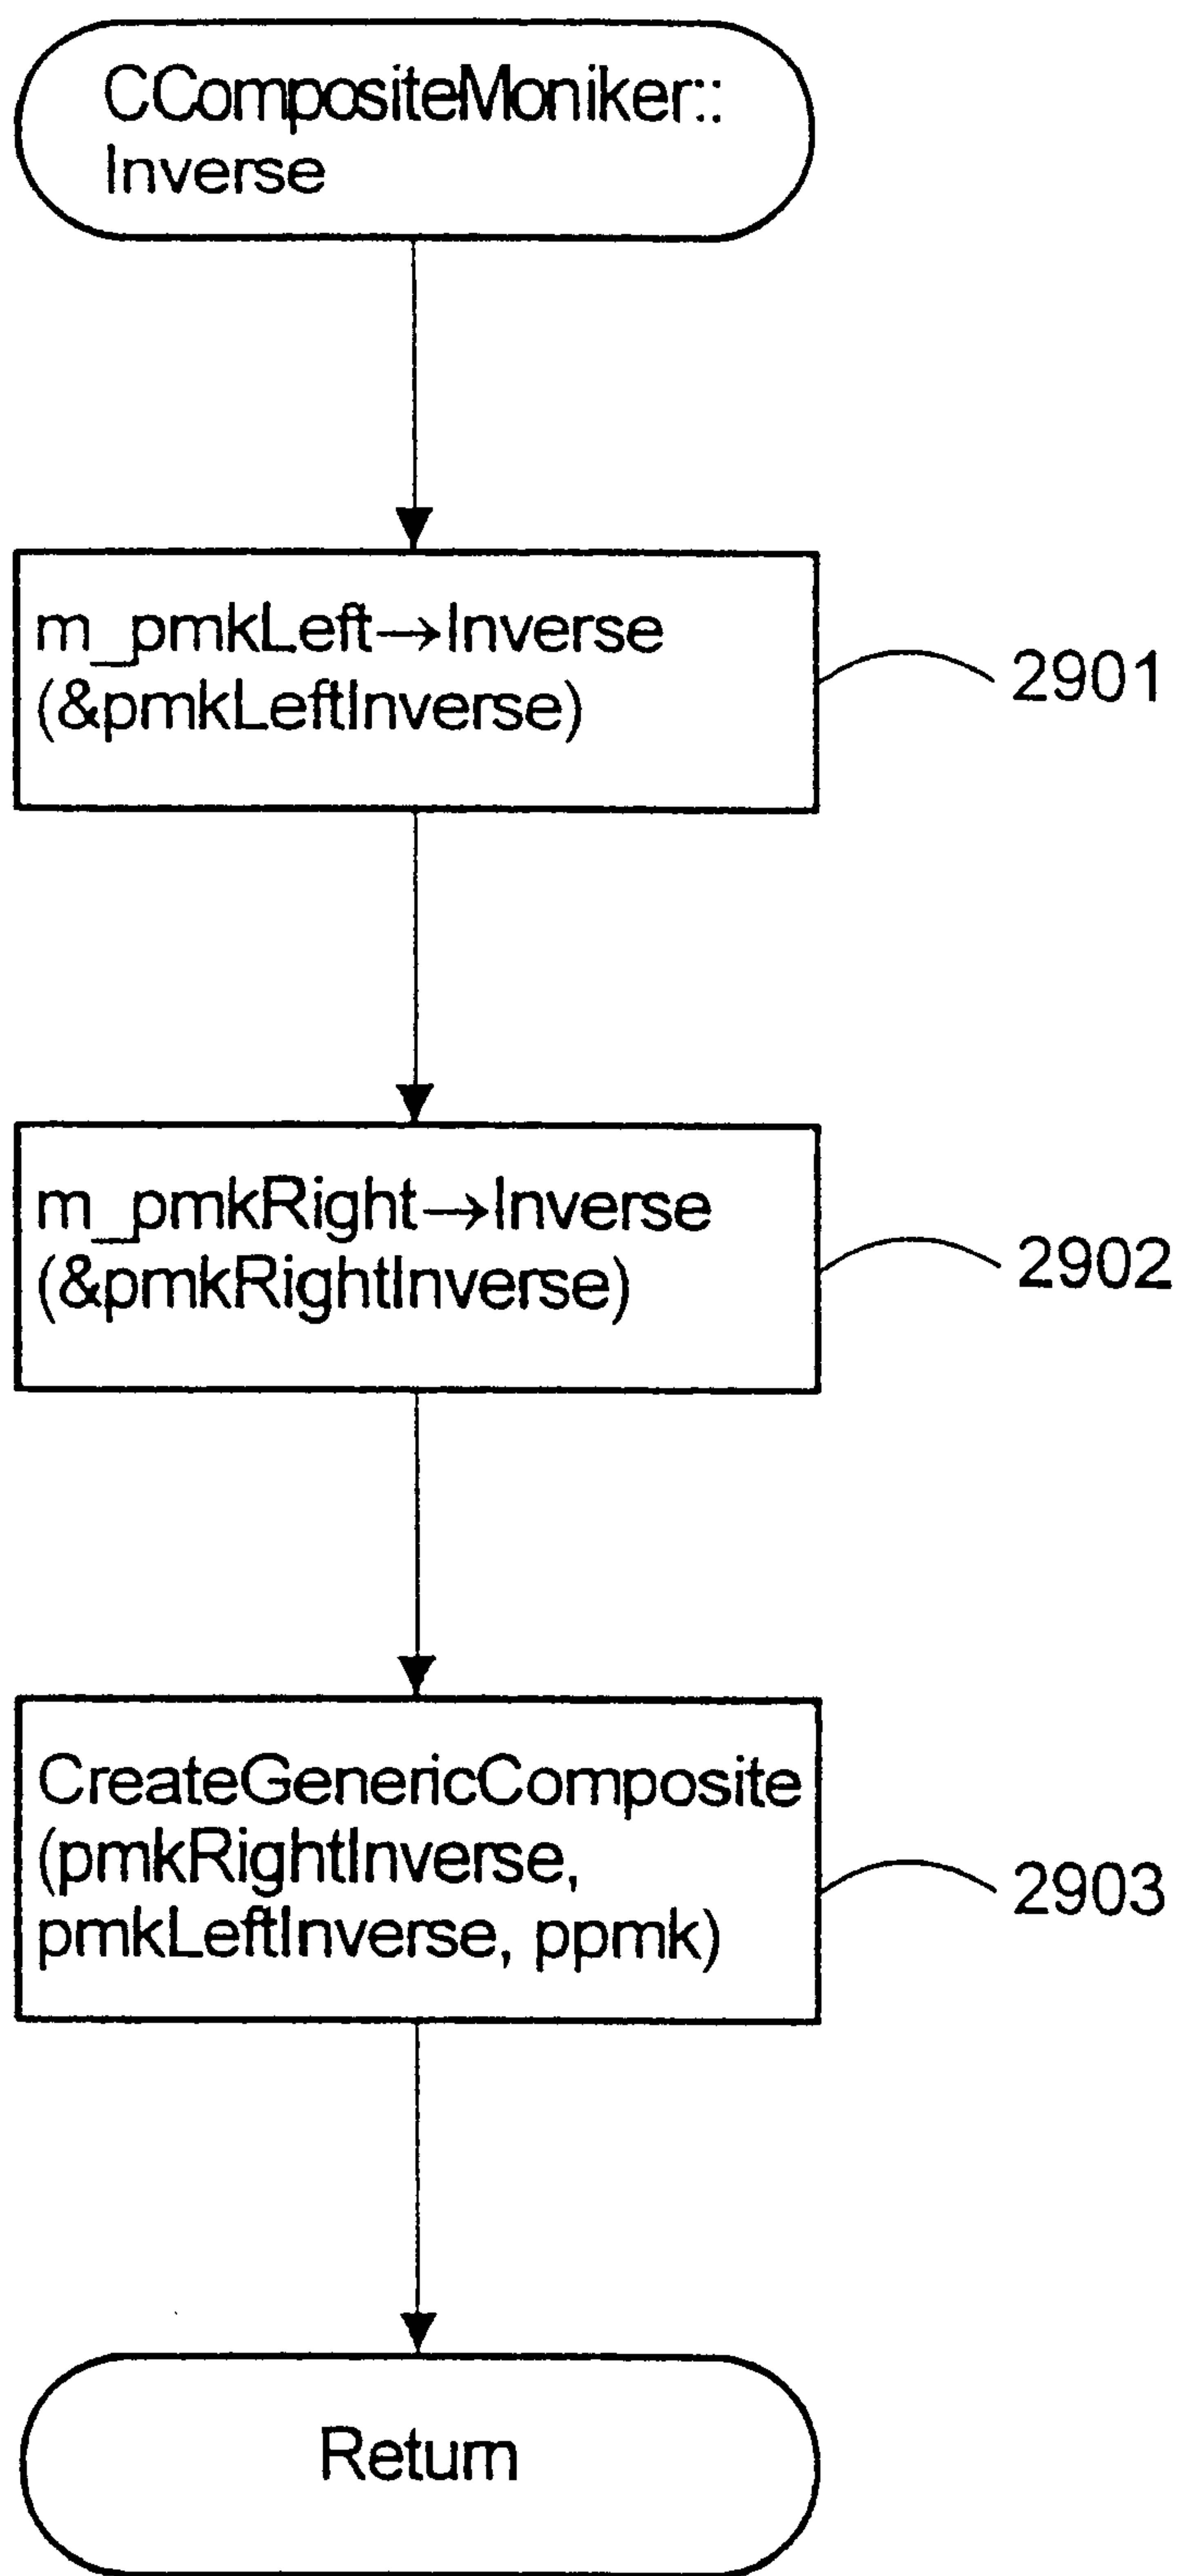 CCompositeMoniker::
Inverse
m_pmkLeft→Inverse
(&pmkLeftInverse)
2901
m_pmkRight→Inverse
(&pmkRightInverse)
2902
CreateGenericComposite
(pmkRightInverse,
pmkLeftInverse, ppmk)
2903
Return